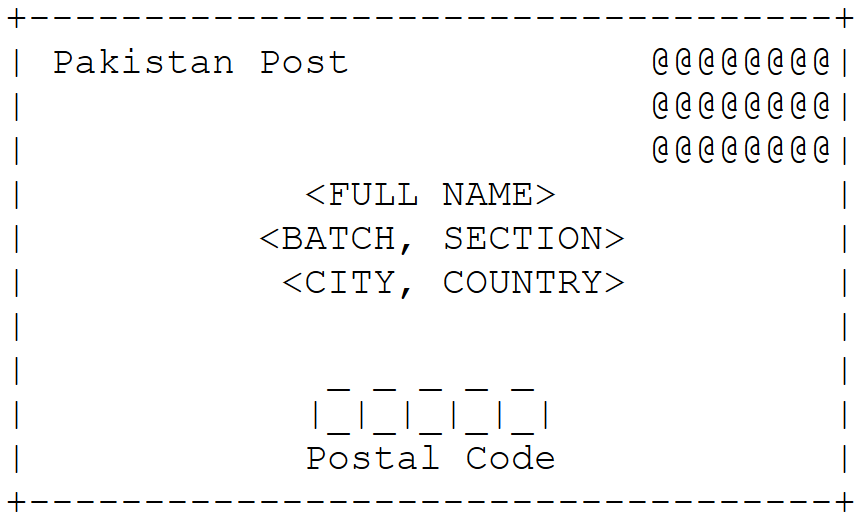 +-----------------------------------+
| Pakistan Post             @@@@@@@@|
|                           @@@@@@@@|
|                           @@@@@@@@|
|            <FULL NAME>            |
|          <BATCH, SECTION>         |
|           <CITY, COUNTRY>         |
|                                   |
|             _ _ _ _ _             |
|            |_|_|_|_|_|            |
|            Postal Code            |
+-----------------------------------+